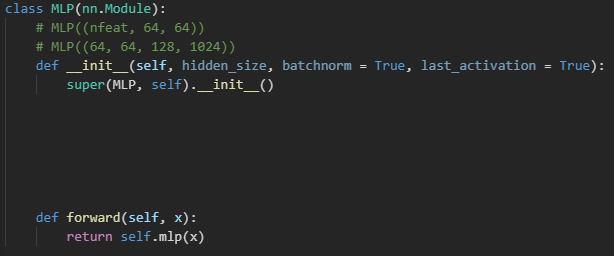 class MLP(nn.Module):
    # MLP((nfeat, 64, 64))
    # MLP((64, 64, 128, 1024))
    def __init__(self, hidden_size, batchnorm = True, last_activation = True):
        super(MLP, self).__init__()
    def forward(self, x):
        return self.mlp(x)